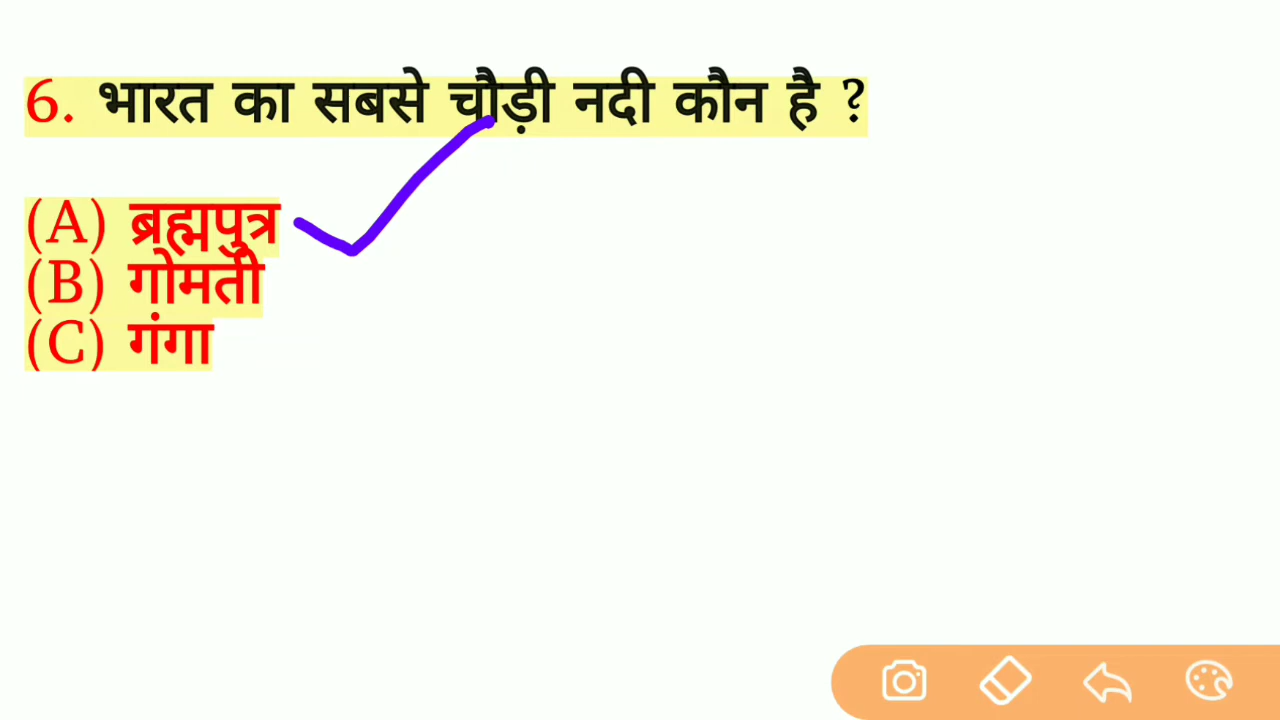 6. भारत का सबसे चौड़ी नदी कौन है ?
(A) ब्रह्मपुत्र
(B) गोमती
(C) गंगा